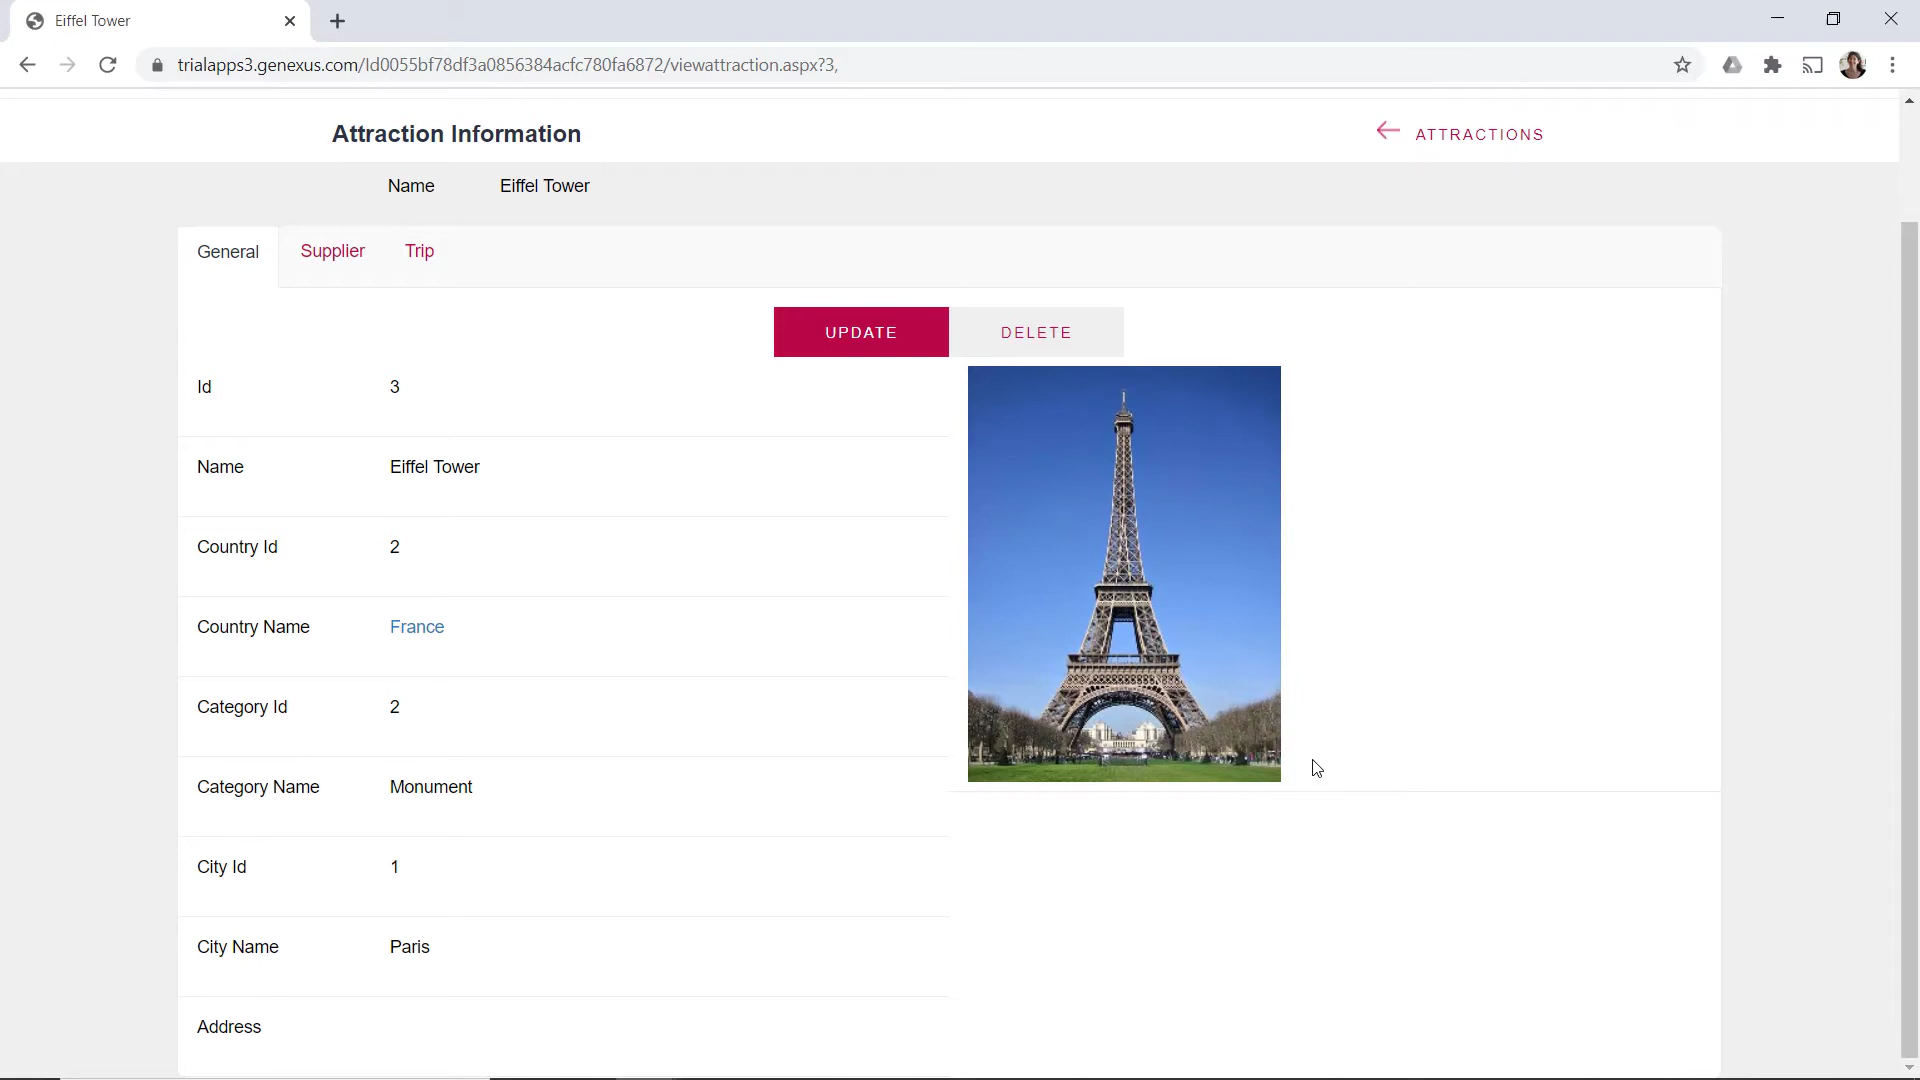 Eiffel Tower
trialapps3.genexus.com/Id0055bf78df3a0856384acfc780fa6872/viewattraction.aspx?3,
Attraction Information
ATTRACTIONS
Name Eiffel Tower
General Supplier Trip
UPDATE DELETE
Id 3
Name Eiffel Tower
Country Id 2
Country Name France
Category Id 2
Category Name Monument
City Id 1
City Name Paris
Address